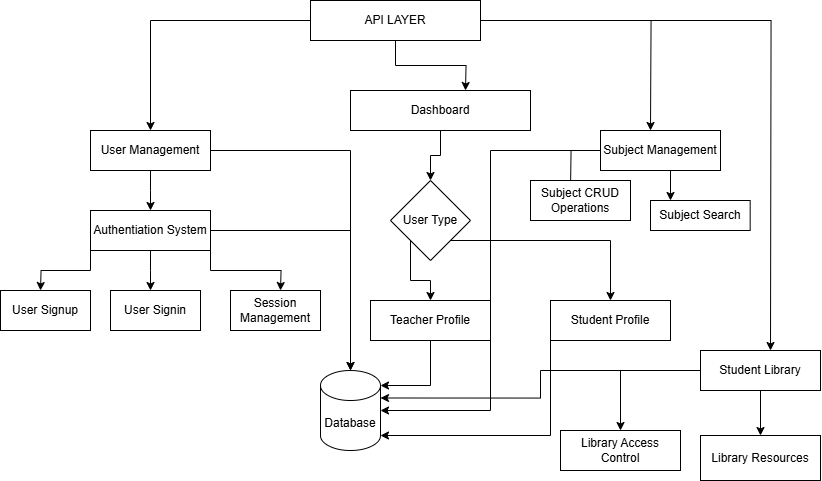 API LAYER
Dashboard
User Management
Subject Management
Subject CRUD
Operations
Subject Search
User Type
Authentiation System
User Signup
User Signin
Session
Management
Teacher Profile
Student Profile
Student Library
Database
Library Access
Control
Library Resources